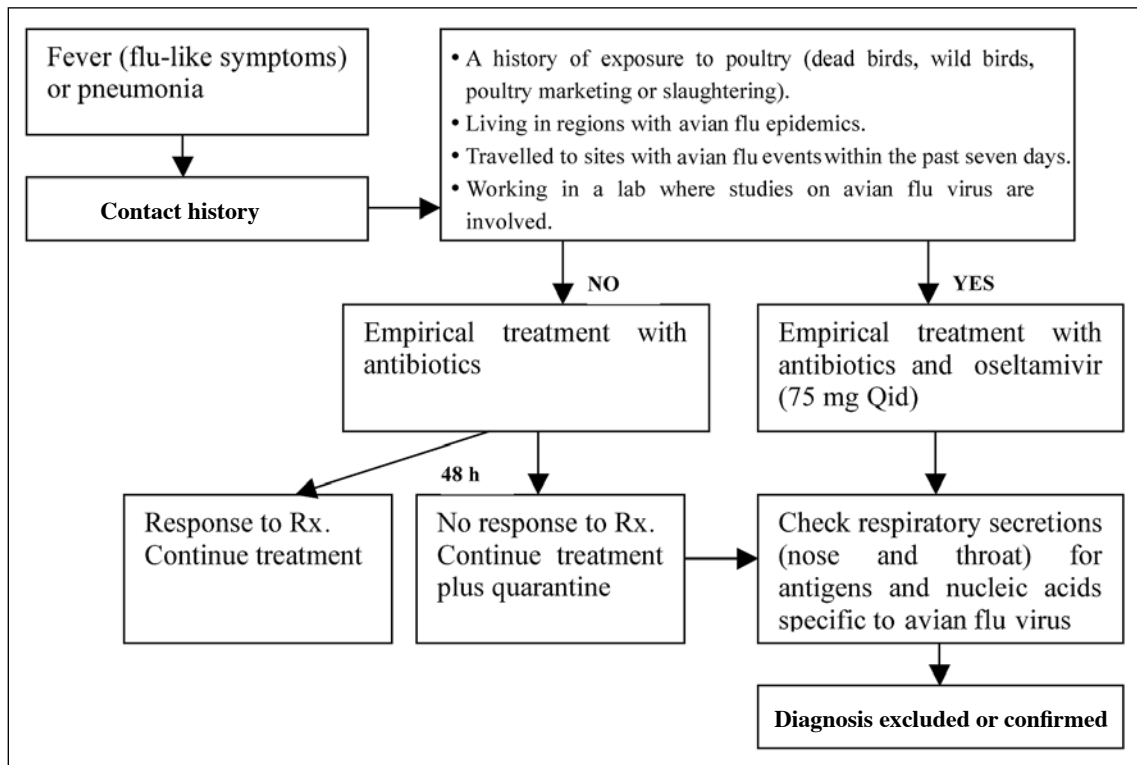 Fever (flu-like symptoms)
or pneumonia
Contact history
• A history of exposure to poultry (dead birds, wild birds,
poultry marketing or slaughtering).
• Living in regions with avian flu epidemics.
• Travelled to sites with avian flu events within the past seven days.
• Working in a lab where studies on avian flu virus are
involved.
NO
YES
Empirical treatment with
antibiotics
Empirical treatment with
antibiotics and oseltamivir
(75 mg Qid)
48 h
Response to Rx.
Continue treatment
No response to Rx.
Continue treatment
plus quarantine
Check respiratory secretions
(nose and throat) for
antigens and nucleic acids
specific to avian flu virus
Diagnosis excluded or confirmed